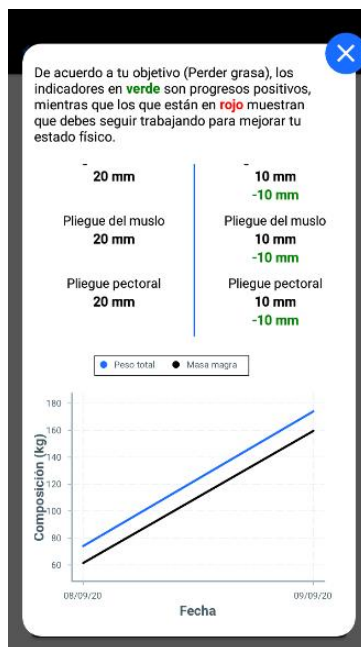 De acuerdo a tu objetivo (Perder grasa), los
indicadores en verde son progresos positivos,
mientras que los que están en rojo muestran
que debes seguir trabajando para mejorar tu
estado físico.
20 mm
10 mm
-10 mm
Pliegue del muslo
20 mm
Pliegue del muslo
10 mm
-10 mm
Pliegue pectoral
20 mm
Pliegue pectoral
10 mm
-10 mm
Peso total
Masa magra
Composición (kg)
180
160
140
120
100
80
60
08/09/20
09/09/20
Fecha